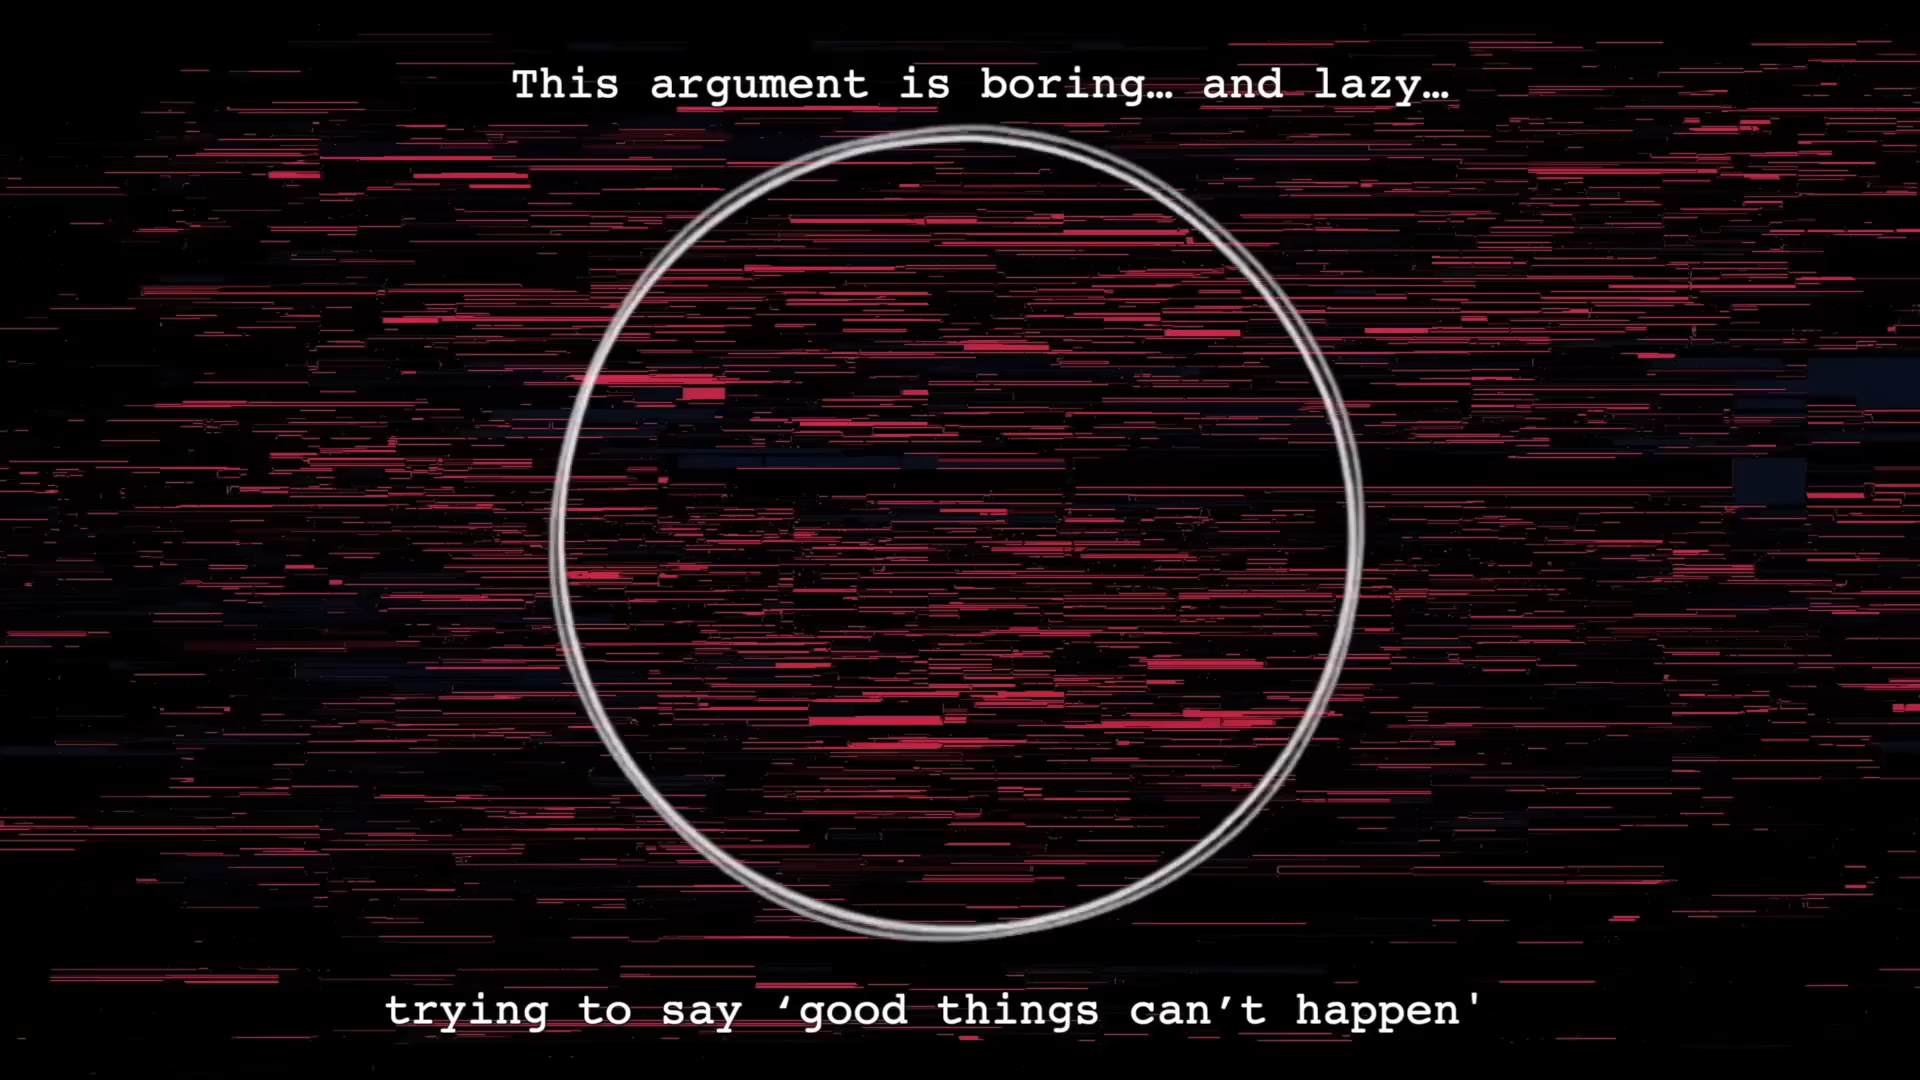 This argument is boring… and lazy…
trying to say ‘good things can’t happen'